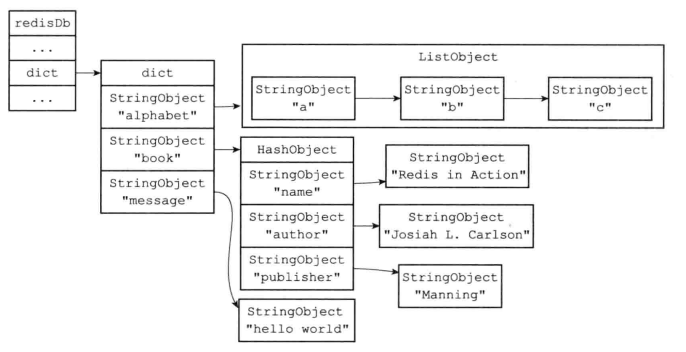 redisDb
...
dict
...
dict
StringObject
"alphabet"
StringObject
"book"
StringObject
"message"
ListObject
StringObject
"a"
StringObject
"b"
StringObject
"c"
HashObject
StringObject
"name"
StringObject
"author"
StringObject
"publisher"
StringObject
"Redis in Action"
StringObject
"Josiah L. Carlson"
StringObject
"Manning"
StringObject
"hello world"